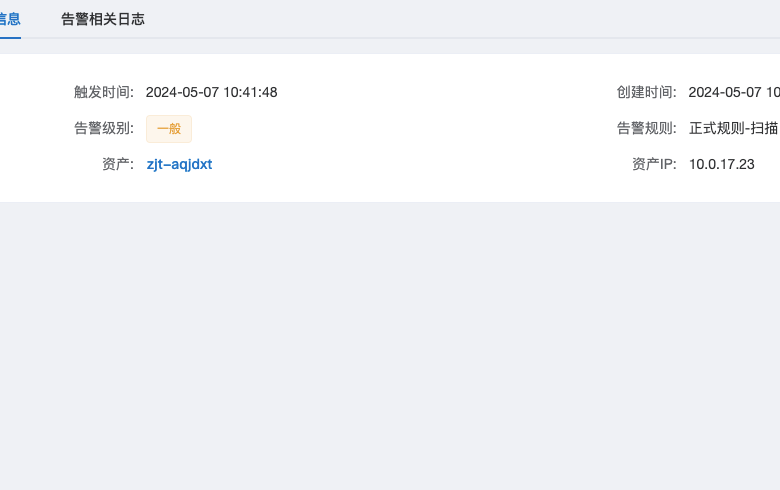 信息 告警相关日志
触发时间: 2024-05-07 10:41:48 创建时间: 2024-05-07 10
告警级别: 一般 告警规则: 正式规则-扫描
资产: zjt-aqjdxt 资产IP: 10.0.17.23